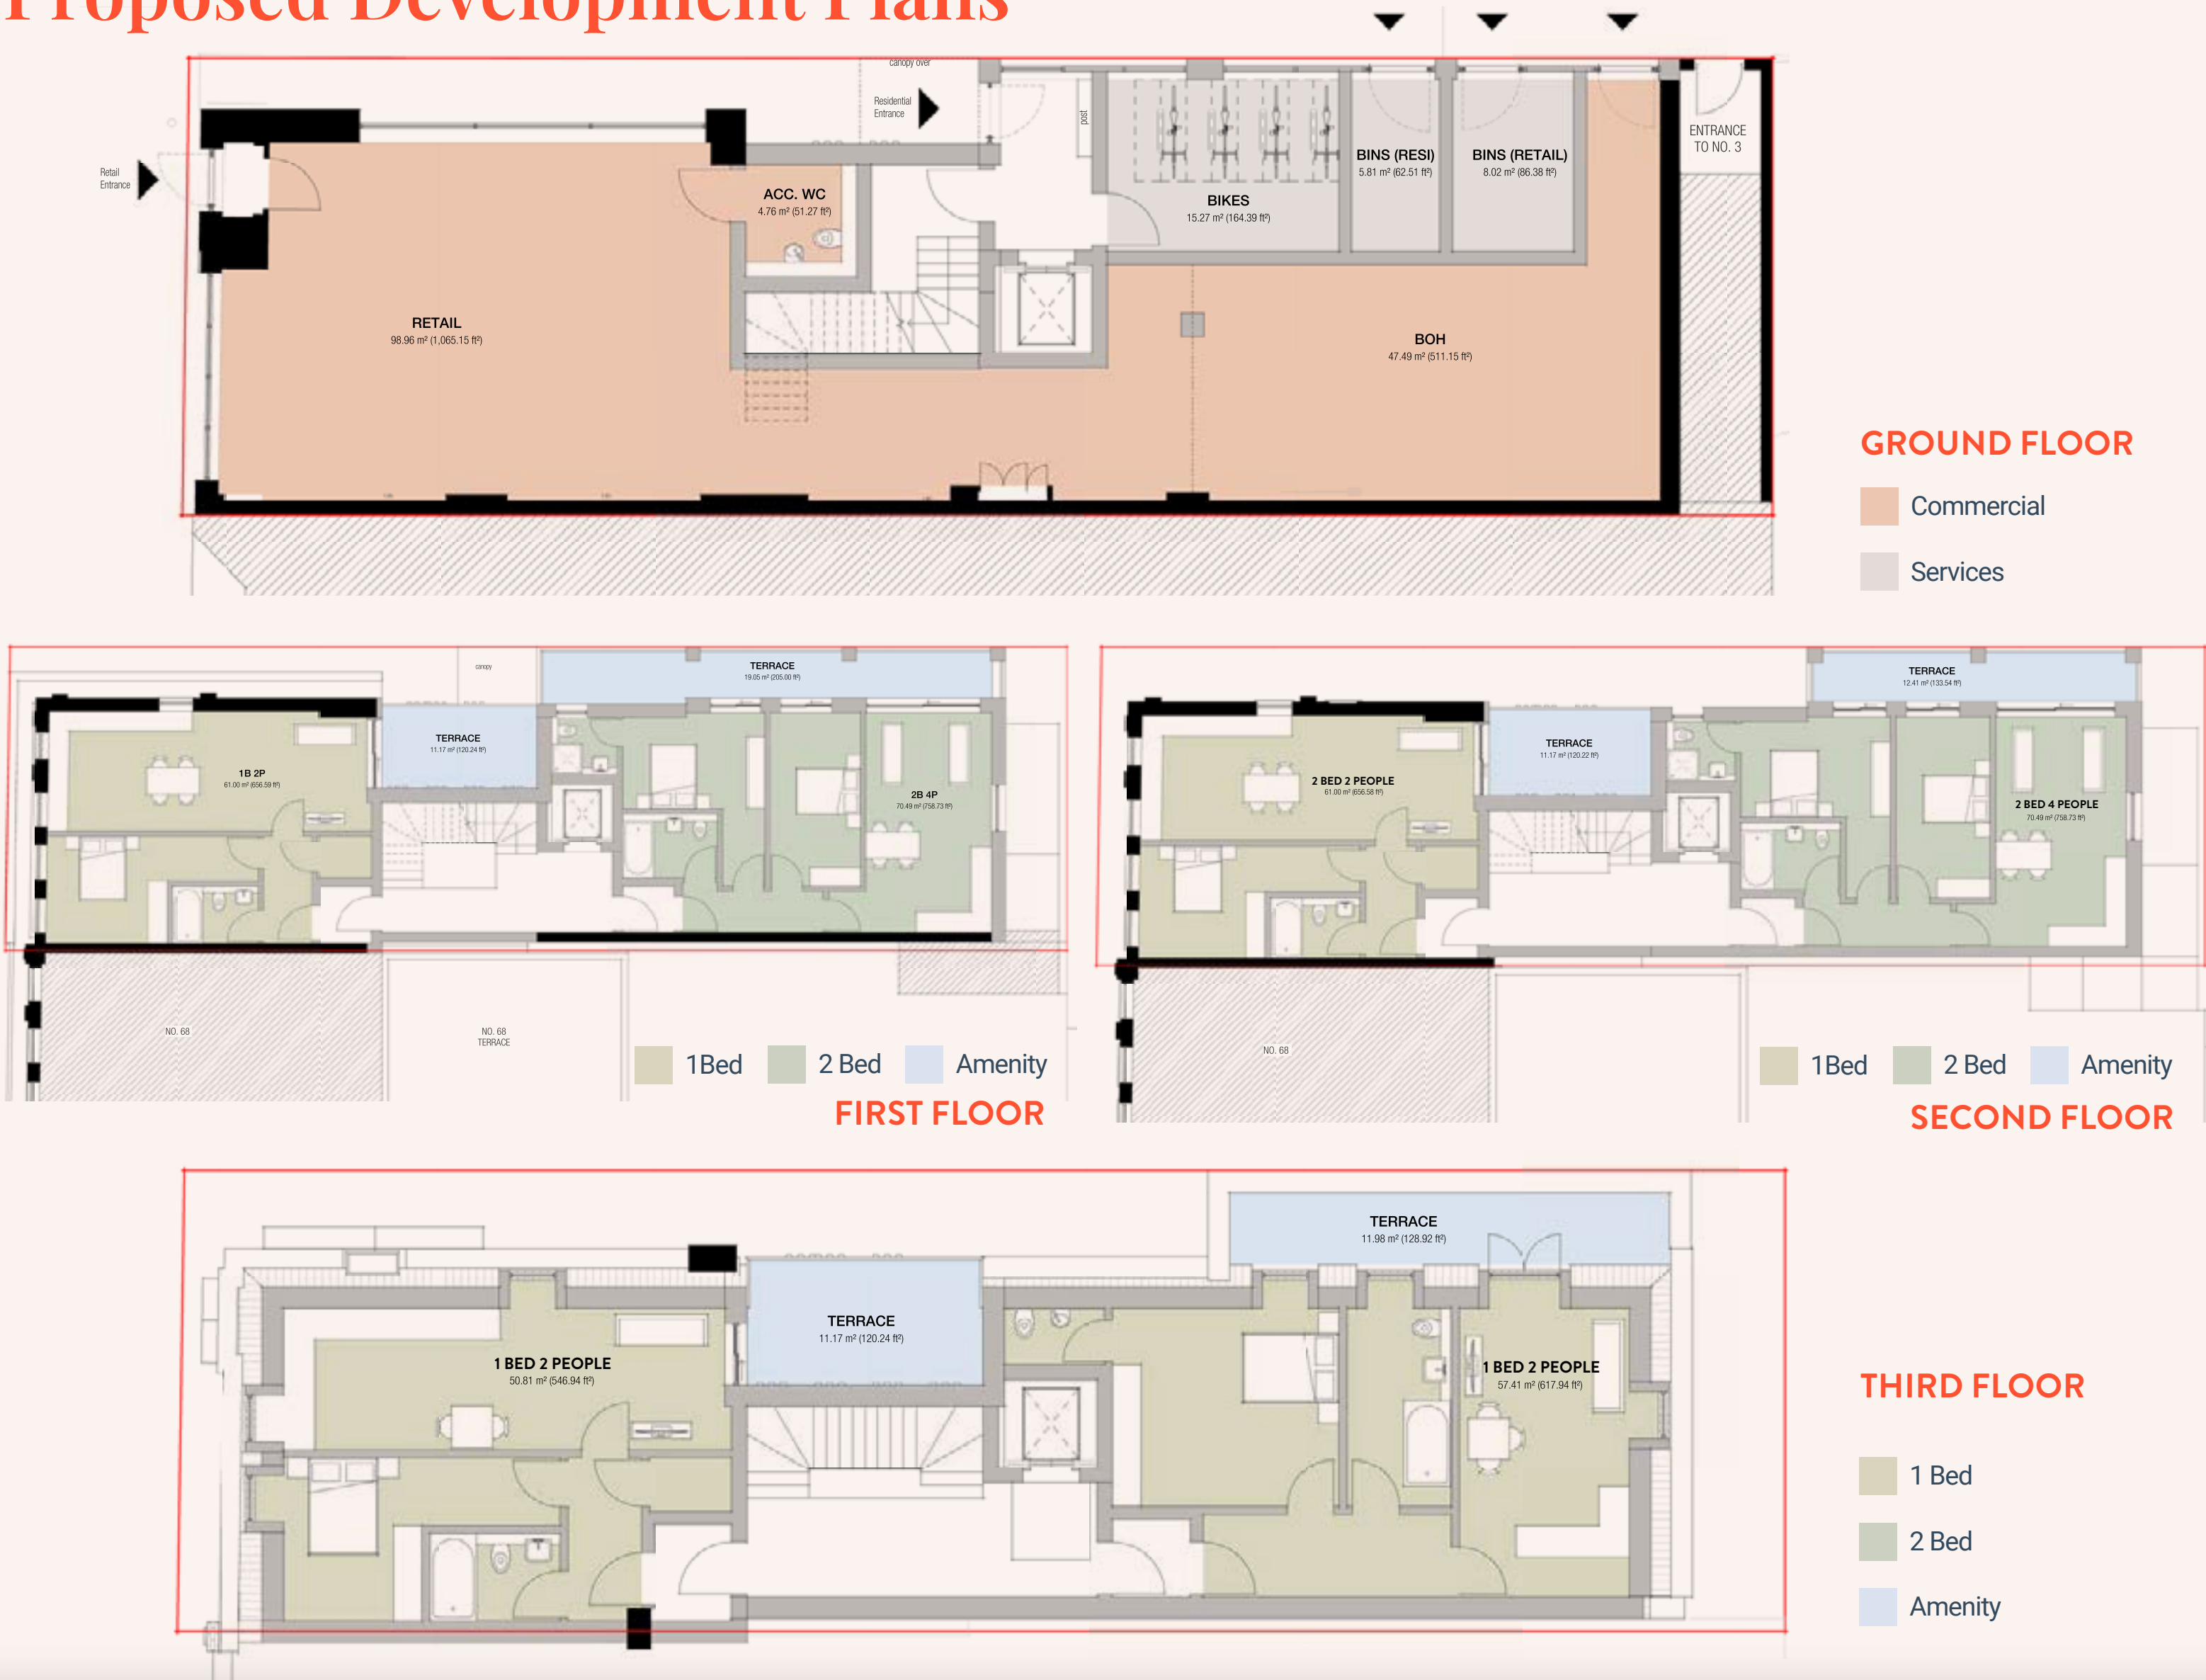 Proposed Development Plans
canopy over
Residential
Entrance
post
Retail
Entrance
ACC. WC
4.76 m² (51.27 ft²)
BIKES
15.27 m² (164.39 ft²)
BINS (RESI)
5.81 m² (62.51 ft²)
BINS (RETAIL)
8.02 m² (86.38 ft²)
ENTRANCE
TO NO. 3
RETAIL
98.96 m² (1,065.15 ft²)
BOH
47.49 m² (511.15 ft²)
GROUND FLOOR
Commercial
Services
canopy
TERRACE
19.05 m² (205.00 ft²)
TERRACE
11.17 m² (120.24 ft²)
1B 2P
61.00 m² (656.59 ft²)
2B 4P
70.49 m² (758.73 ft²)
NO. 68
NO. 68
TERRACE
1Bed
2 Bed
Amenity
FIRST FLOOR
TERRACE
12.41 m² (133.54 ft²)
TERRACE
11.17 m² (120.22 ft²)
2 BED 2 PEOPLE
61.00 m² (656.58 ft²)
2 BED 4 PEOPLE
70.49 m² (758.73 ft²)
NO. 68
1Bed
2 Bed
Amenity
SECOND FLOOR
TERRACE
11.98 m² (128.92 ft²)
TERRACE
11.17 m² (120.24 ft²)
1 BED 2 PEOPLE
50.81 m² (546.94 ft²)
1 BED 2 PEOPLE
57.41 m² (617.94 ft²)
THIRD FLOOR
1 Bed
2 Bed
Amenity